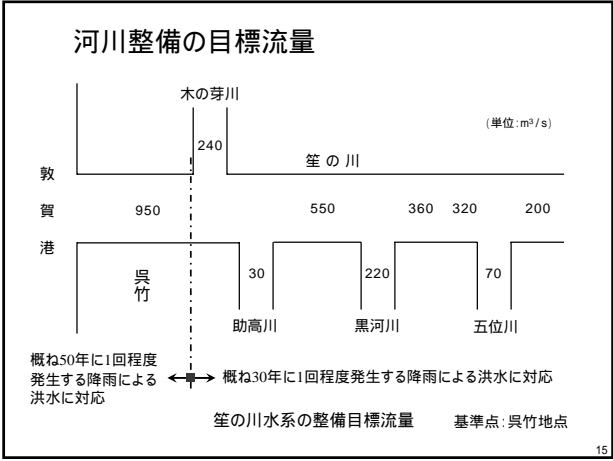 河川整備の目標流量
木の芽川
(単位:m³/s)
240
笙の川
敦賀港
950
550
360
320
200
呉竹
30
220
70
助高川
黒河川
五位川
概ね50年に1回程度
発生する降雨による
洪水に対応
概ね30年に1回程度発生する降雨による洪水に対応
笙の川水系の整備目標流量
基準点:呉竹地点
15